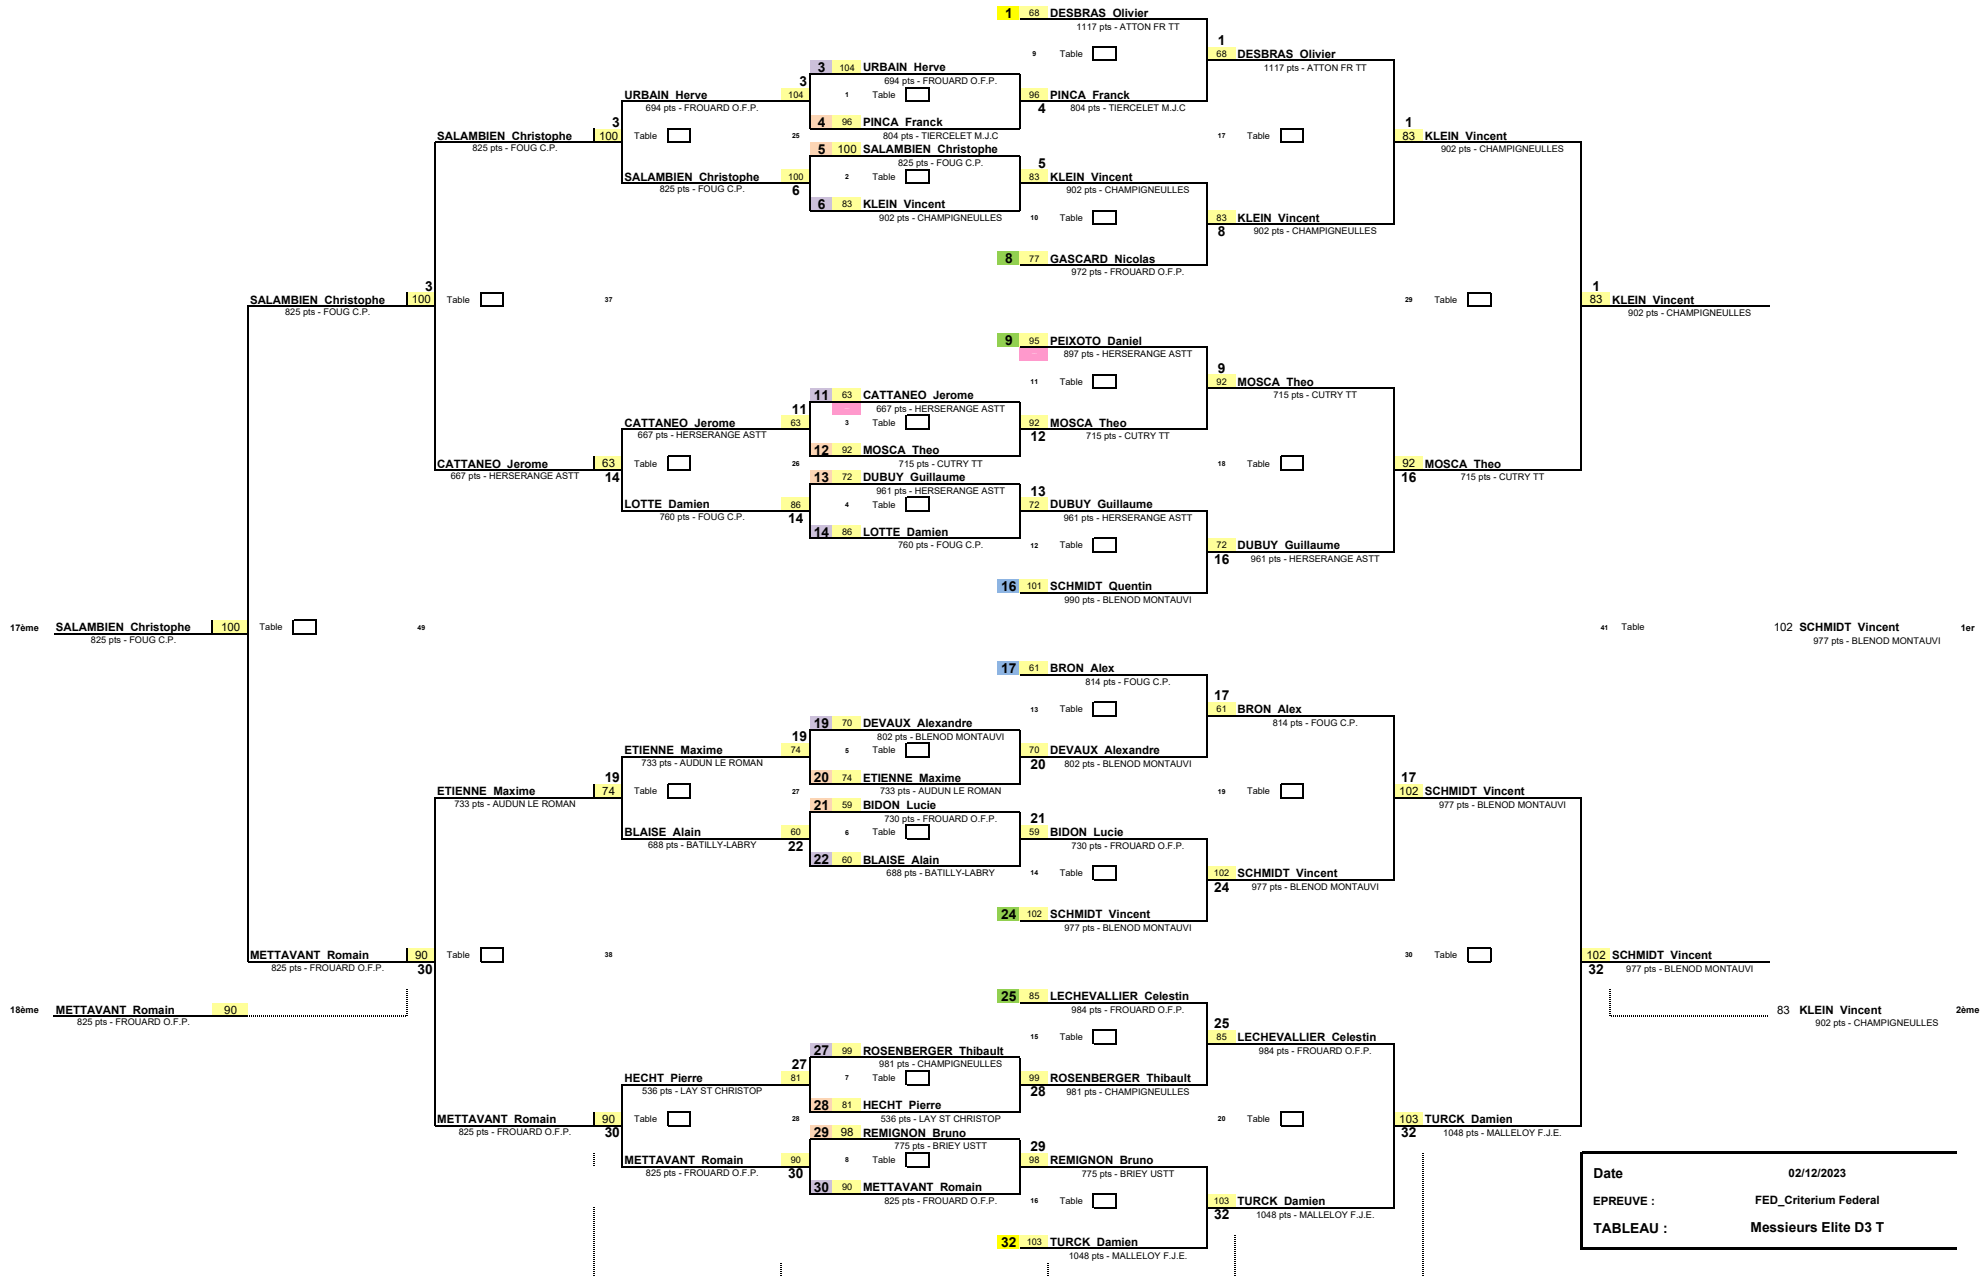 1 68 DESBRAS Olivier
1117 pts - ATTON FR TT
9 Table
1
68 DESBRAS Olivier
1117 pts - ATTON FR TT
3 104 URBAIN Herve
694 pts - FROUARD O.F.P.
3
URBAIN Herve 104
694 pts - FROUARD O.F.P.
1 Table
96 PINCA Franck
4 804 pts - TIERCELET M.J.C
4 96 PINCA Franck
804 pts - TIERCELET M.J.C
3
SALAMBIEN Christophe 100
825 pts - FOUG C.P.
Table 25
17 Table
1
83 KLEIN Vincent
902 pts - CHAMPIGNEULLES
5 100 SALAMBIEN Christophe
825 pts - FOUG C.P.
5
SALAMBIEN Christophe 100
825 pts - FOUG C.P. 6
2 Table
83 KLEIN Vincent
902 pts - CHAMPIGNEULLES
6 83 KLEIN Vincent
902 pts - CHAMPIGNEULLES
10 Table
83 KLEIN Vincent
8 902 pts - CHAMPIGNEULLES
8 77 GASCARD Nicolas
972 pts - FROUARD O.F.P.
3
SALAMBIEN Christophe 100
825 pts - FOUG C.P.
Table 37
29 Table
1
83 KLEIN Vincent
902 pts - CHAMPIGNEULLES
9 95 PEIXOTO Daniel
897 pts - HERSERANGE ASTT
11 Table
9
92 MOSCA Theo
715 pts - CUTRY TT
11 63 CATTANEO Jerome
667 pts - HERSERANGE ASTT
11
CATTANEO Jerome 63
667 pts - HERSERANGE ASTT
3 Table
92 MOSCA Theo
12 715 pts - CUTRY TT
12 92 MOSCA Theo
715 pts - CUTRY TT
CATTANEO Jerome 63
667 pts - HERSERANGE ASTT 14
Table 26
18 Table
92 MOSCA Theo
16 715 pts - CUTRY TT
13 72 DUBUY Guillaume
961 pts - HERSERANGE ASTT
13
LOTTE Damien 86
760 pts - FOUG C.P. 14
4 Table
72 DUBUY Guillaume
961 pts - HERSERANGE ASTT
14 86 LOTTE Damien
760 pts - FOUG C.P.
12 Table
72 DUBUY Guillaume
16 961 pts - HERSERANGE ASTT
16 101 SCHMIDT Quentin
990 pts - BLENOD MONTAUVI
17ème SALAMBIEN Christophe 100
825 pts - FOUG C.P.
Table 49
41 Table
102 SCHMIDT Vincent 1er
977 pts - BLENOD MONTAUVI
17 61 BRON Alex
814 pts - FOUG C.P.
13 Table
17
61 BRON Alex
814 pts - FOUG C.P.
19 70 DEVAUX Alexandre
802 pts - BLENOD MONTAUVI
19
ETIENNE Maxime 74
733 pts - AUDUN LE ROMAN
5 Table
70 DEVAUX Alexandre
20 802 pts - BLENOD MONTAUVI
20 74 ETIENNE Maxime
733 pts - AUDUN LE ROMAN
19
ETIENNE Maxime 74
733 pts - AUDUN LE ROMAN
Table 27
19 Table
17
102 SCHMIDT Vincent
977 pts - BLENOD MONTAUVI
21 59 BIDON Lucie
730 pts - FROUARD O.F.P.
21
BLAISE Alain 60
688 pts - BATILLY-LABRY 22
6 Table
59 BIDON Lucie
730 pts - FROUARD O.F.P.
22 60 BLAISE Alain
688 pts - BATILLY-LABRY
14 Table
102 SCHMIDT Vincent
24 977 pts - BLENOD MONTAUVI
24 102 SCHMIDT Vincent
977 pts - BLENOD MONTAUVI
METTAVANT Romain 90
825 pts - FROUARD O.F.P. 30
Table 38
30 Table
102 SCHMIDT Vincent
32 977 pts - BLENOD MONTAUVI
18ème METTAVANT Romain 90
825 pts - FROUARD O.F.P.
25 85 LECHEVALLIER Celestin
984 pts - FROUARD O.F.P.
83 KLEIN Vincent 2ème
902 pts - CHAMPIGNEULLES
15 Table
25
85 LECHEVALLIER Celestin
984 pts - FROUARD O.F.P.
27 99 ROSENBERGER Thibault
981 pts - CHAMPIGNEULLES
27
HECHT Pierre 81
536 pts - LAY ST CHRISTOP
7 Table
99 ROSENBERGER Thibault
28 981 pts - CHAMPIGNEULLES
28 81 HECHT Pierre
536 pts - LAY ST CHRISTOP
METTAVANT Romain 90
825 pts - FROUARD O.F.P. 30
Table 28
20 Table
103 TURCK Damien
32 1048 pts - MALLELOY F.J.E.
29 98 REMIGNON Bruno
775 pts - BRIEY USTT
29
METTAVANT Romain 90
825 pts - FROUARD O.F.P. 30
8 Table
98 REMIGNON Bruno
775 pts - BRIEY USTT
30 90 METTAVANT Romain
825 pts - FROUARD O.F.P.
16 Table
103 TURCK Damien
32 1048 pts - MALLELOY F.J.E.
32 103 TURCK Damien
1048 pts - MALLELOY F.J.E.
Date 02/12/2023
EPREUVE : FED_Criterium Federal
TABLEAU : Messieurs Elite D3 T